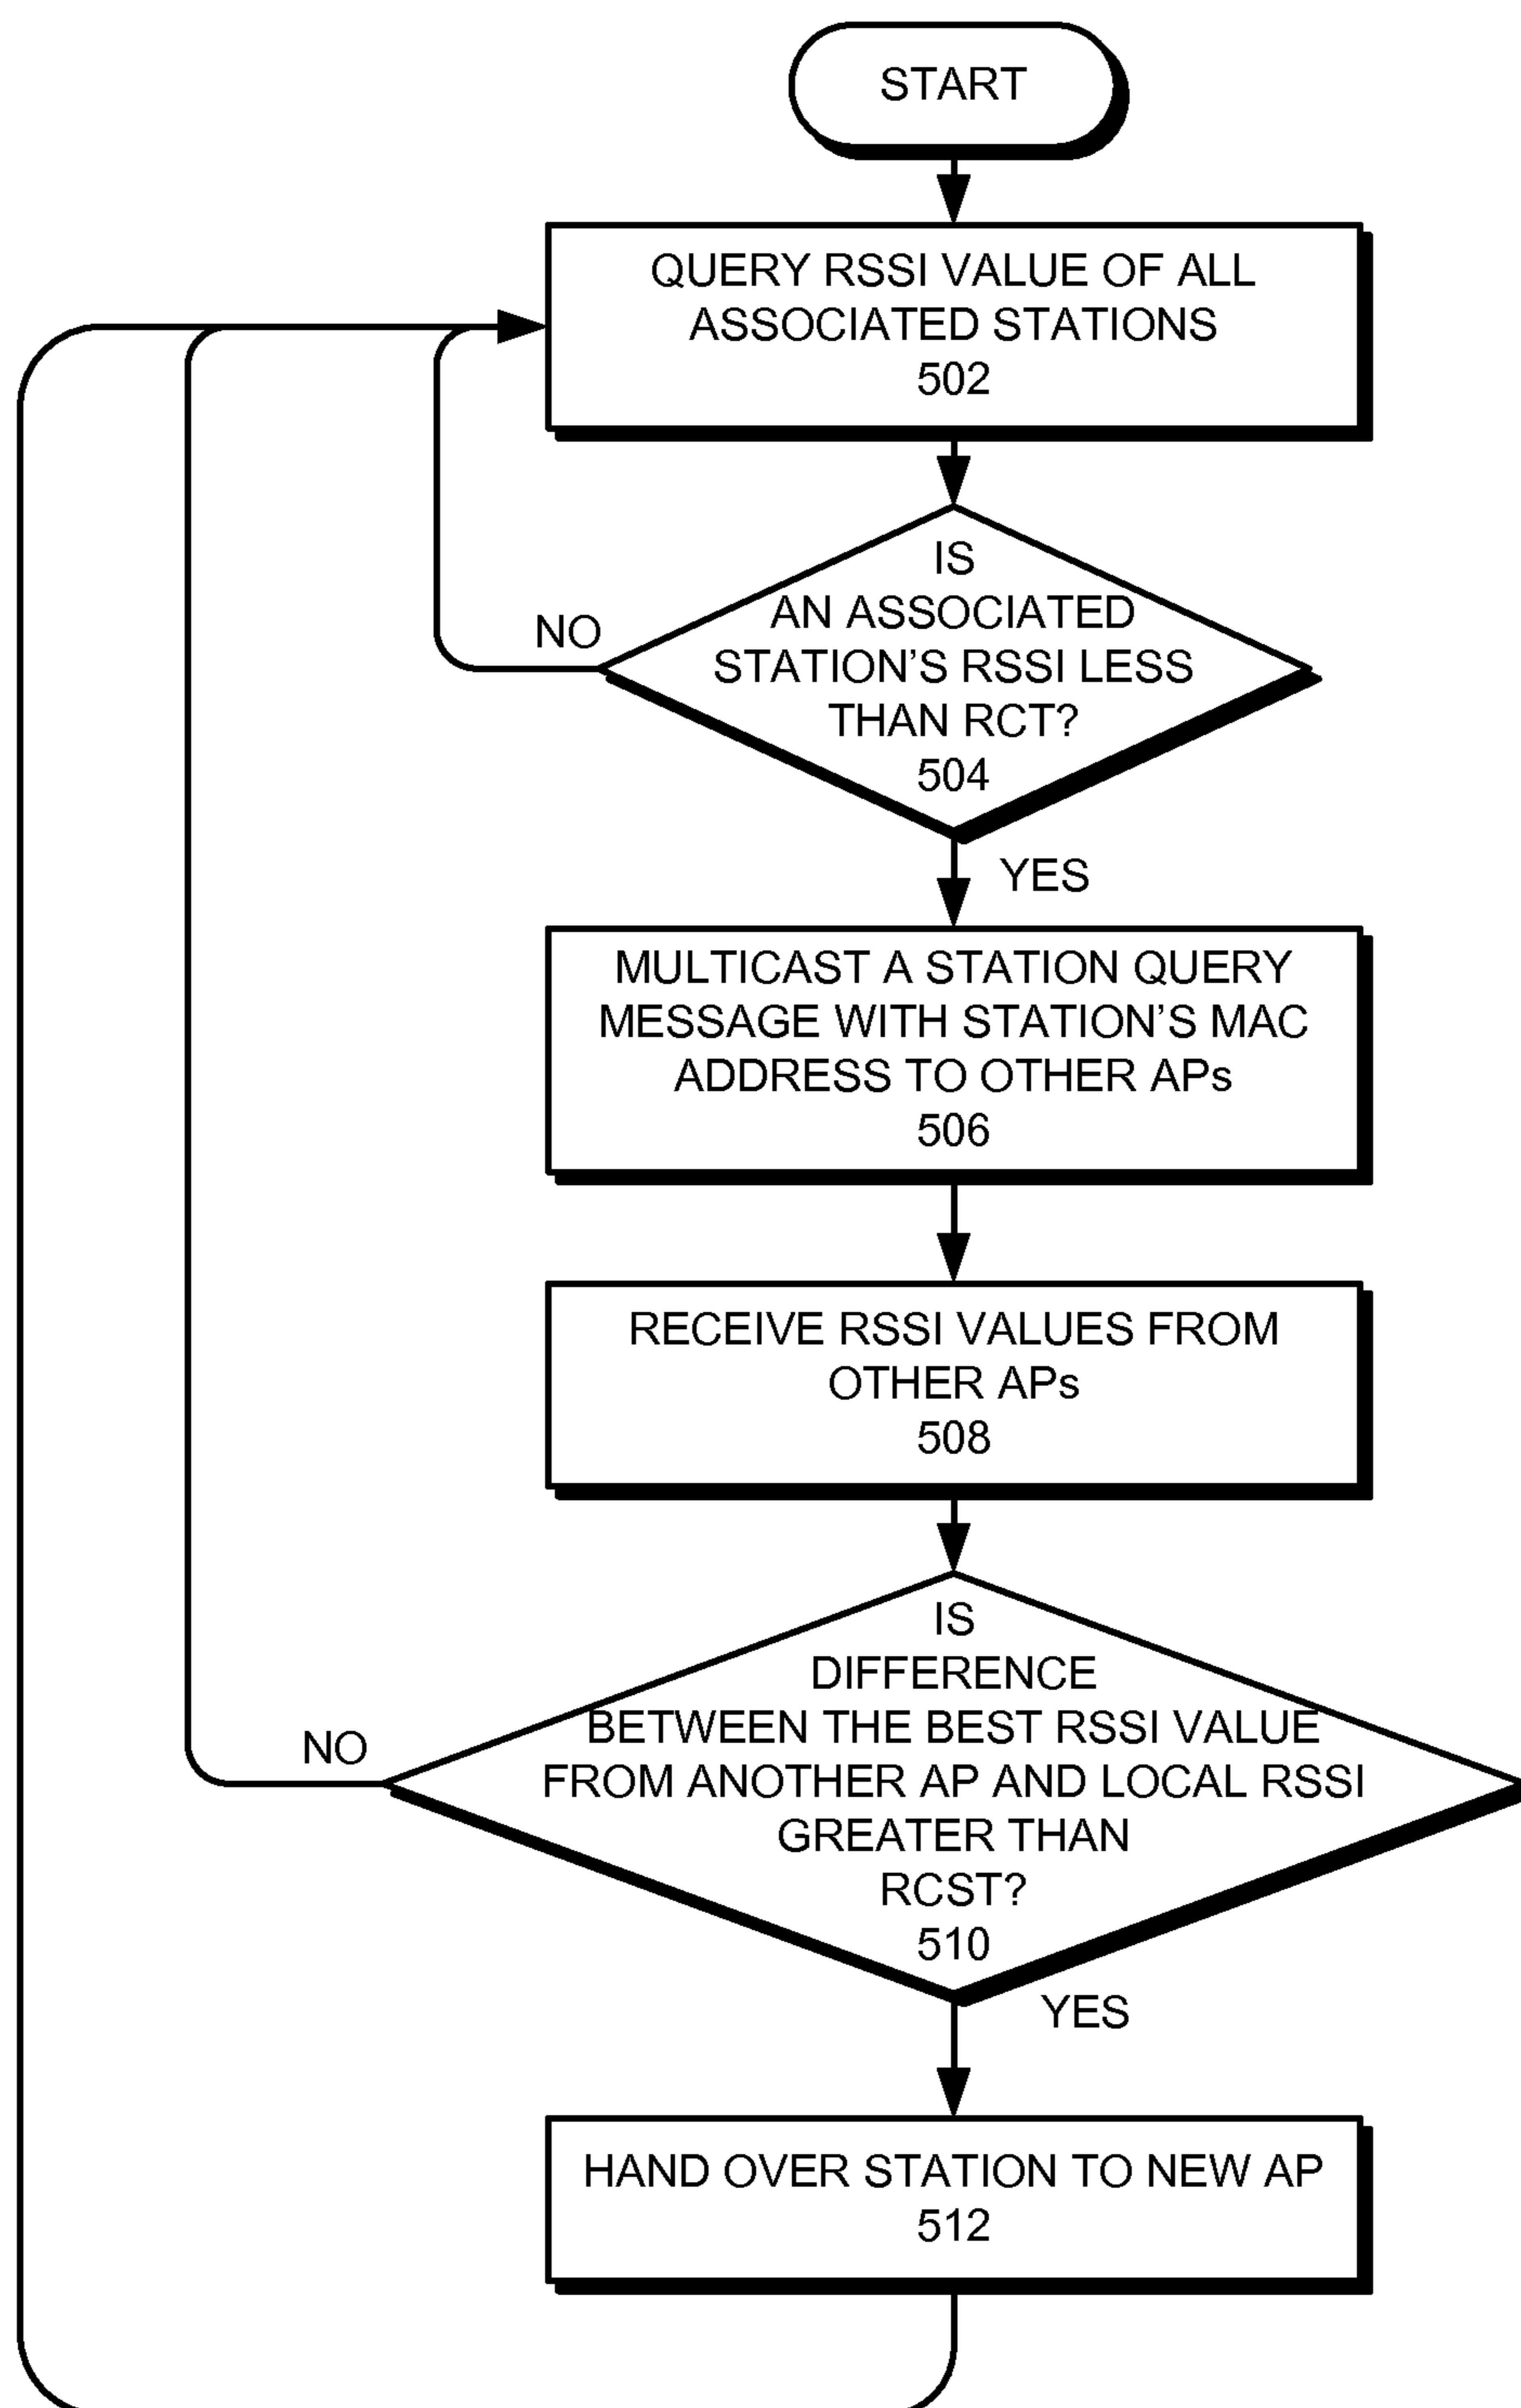 START
QUERY RSSI VALUE OF ALL
ASSOCIATED STATIONS
502
IS
AN ASSOCIATED
STATION'S RSSI LESS
THAN RCT?
504
NO
YES
MULTICAST A STATION QUERY
MESSAGE WITH STATION'S MAC
ADDRESS TO OTHER APs
506
RECEIVE RSSI VALUES FROM
OTHER APs
508
IS
DIFFERENCE
BETWEEN THE BEST RSSI VALUE
FROM ANOTHER AP AND LOCAL RSSI
GREATER THAN
RCST?
510
NO
YES
HAND OVER STATION TO NEW AP
512